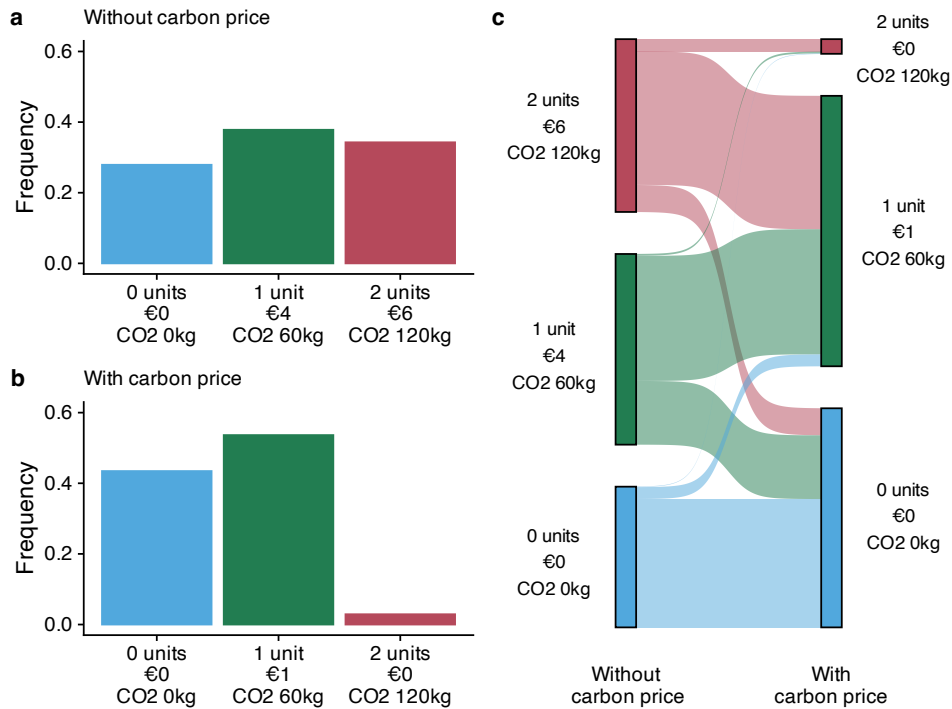 a
Without carbon price
Frequency
0.6
0.4
0.2
0.0
0 units
€0
CO2 0kg
1 unit
€4
CO2 60kg
2 units
€6
CO2 120kg
b
With carbon price
Frequency
0.6
0.4
0.2
0.0
0 units
€0
CO2 0kg
1 unit
€1
CO2 60kg
2 units
€0
CO2 120kg
c
2 units
€6
CO2 120kg
1 unit
€4
CO2 60kg
0 units
€0
CO2 0kg
2 units
€0
CO2 120kg
1 unit
€1
CO2 60kg
0 units
€0
CO2 0kg
Without
carbon price
With
carbon price